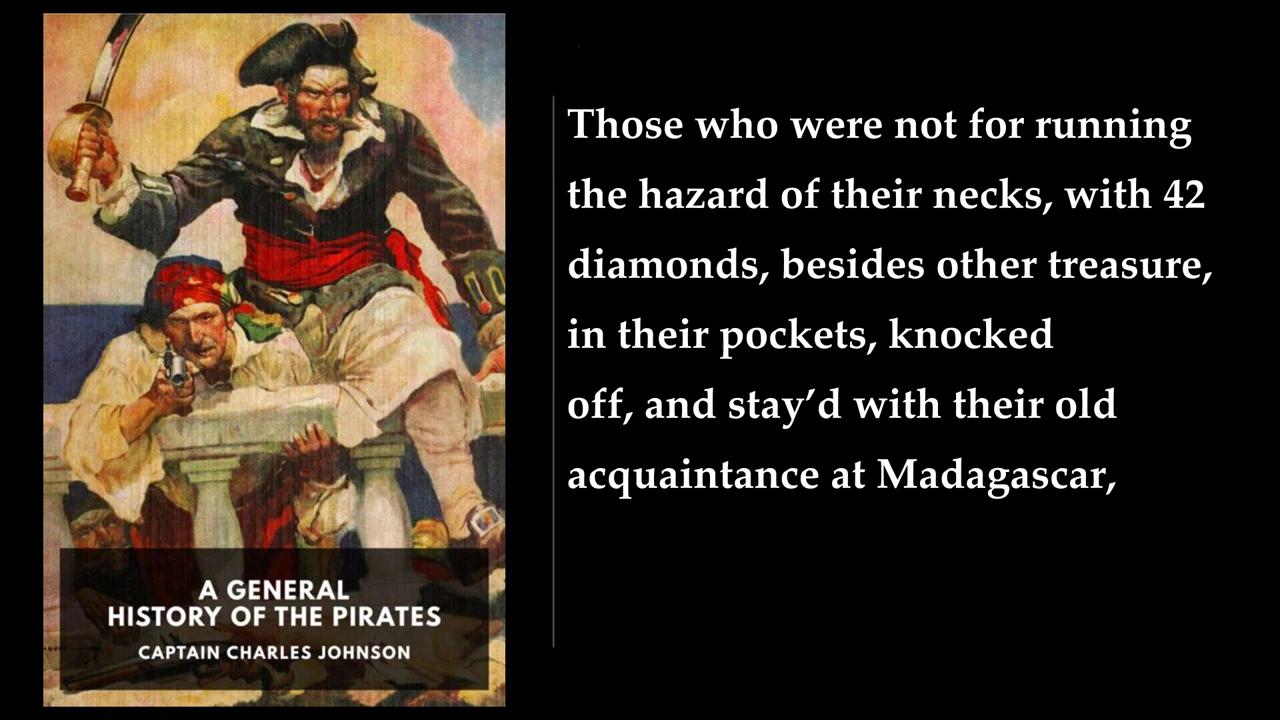 A GENERAL
HISTORY OF THE PIRATES
CAPTAIN CHARLES JOHNSON
Those who were not for running
the hazard of their necks, with 42
diamonds, besides other treasure,
in their pockets, knocked
off, and stay’d with their old
acquaintance at Madagascar,